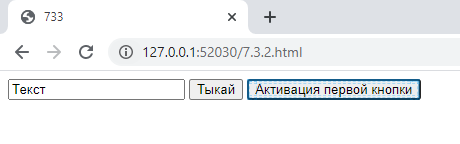 733
127.0.0.1:52030/7.3.2.html
Текст Тыкай Активация первой кнопки